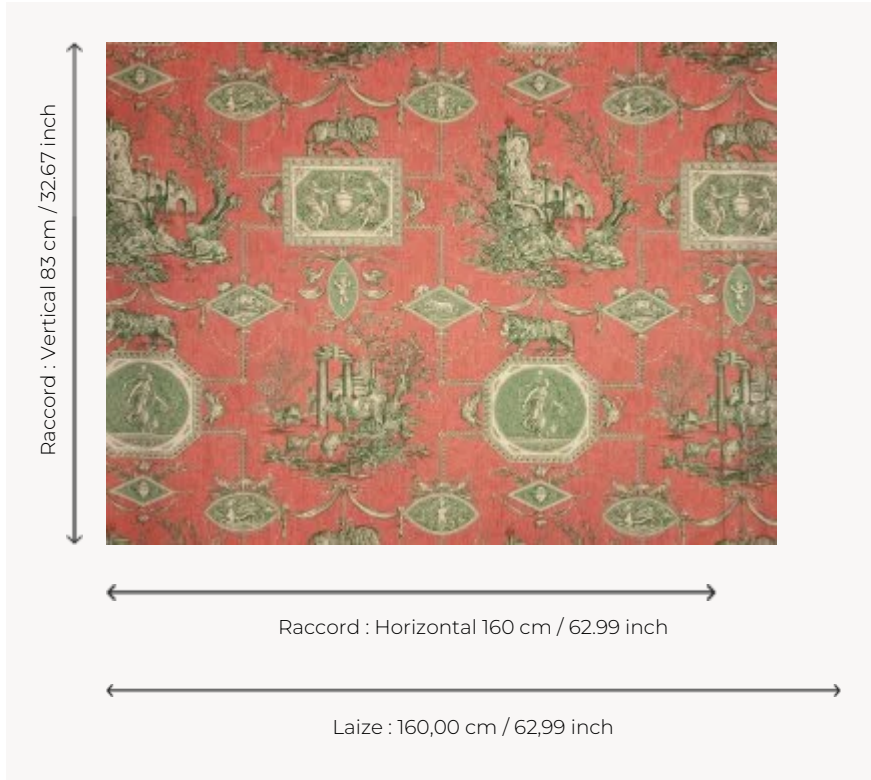 Raccord : Vertical 83 cm / 32.67 inch
Raccord : Horizontal 160 cm / 62.99 inch
Laize : 160,00 cm / 62,99 inch